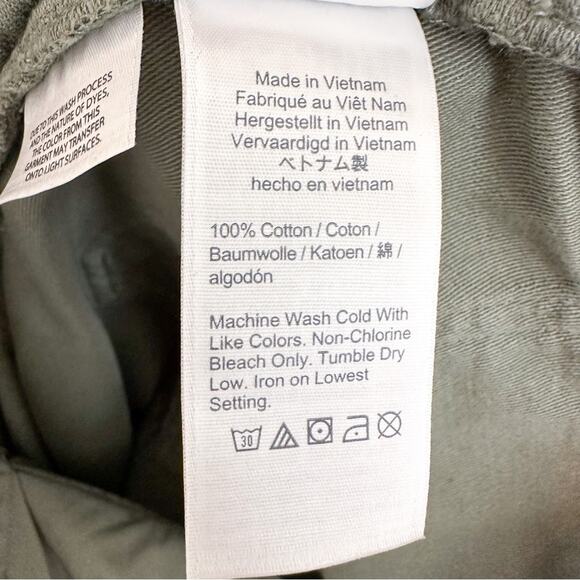 DUE TO THIS WASH PROCESS
AND THE NATURE OF DYES,
THE COLOR FROM THIS
GARMENT MAY TRANSFER
ONTO LIGHT SURFACES.
Made in Vietnam
Fabriqué au Viêt Nam
Hergestellt in Vietnam
Vervaardigd in Vietnam
ベトナム製
hecho en vietnam
100% Cotton / Coton /
Baumwolle / Katoen / 綿 /
algodón
Machine Wash Cold With
Like Colors. Non-Chlorine
Bleach Only. Tumble Dry
Low. Iron on Lowest
Setting.
30